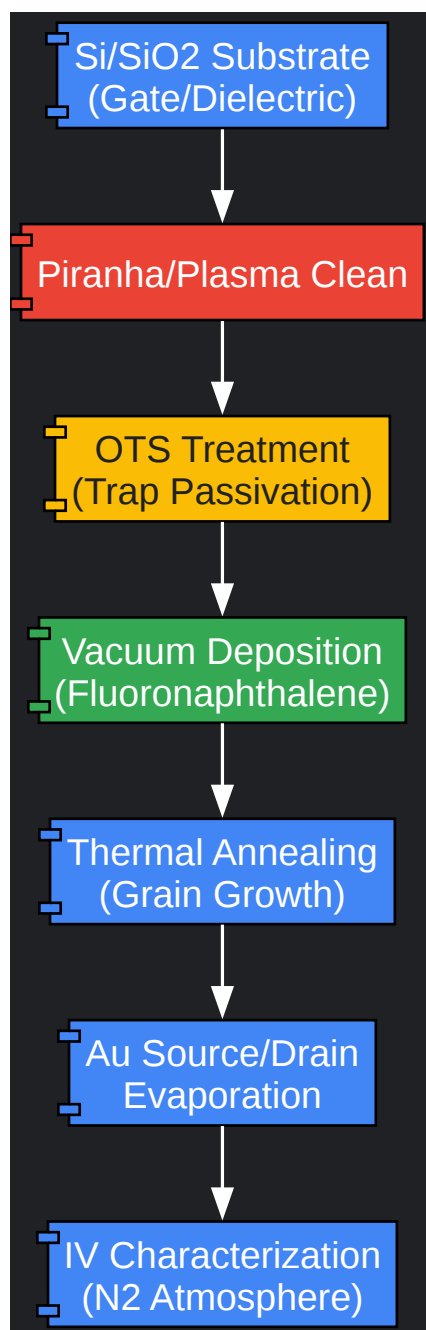 Si/SiO2 Substrate
(Gate/Dielectric)
Piranha/Plasma Clean
OTS Treatment
(Trap Passivation)
Vacuum Deposition
(Fluoronaphthalene)
Thermal Annealing
(Grain Growth)
Au Source/Drain
Evaporation
IV Characterization
(N2 Atmosphere)